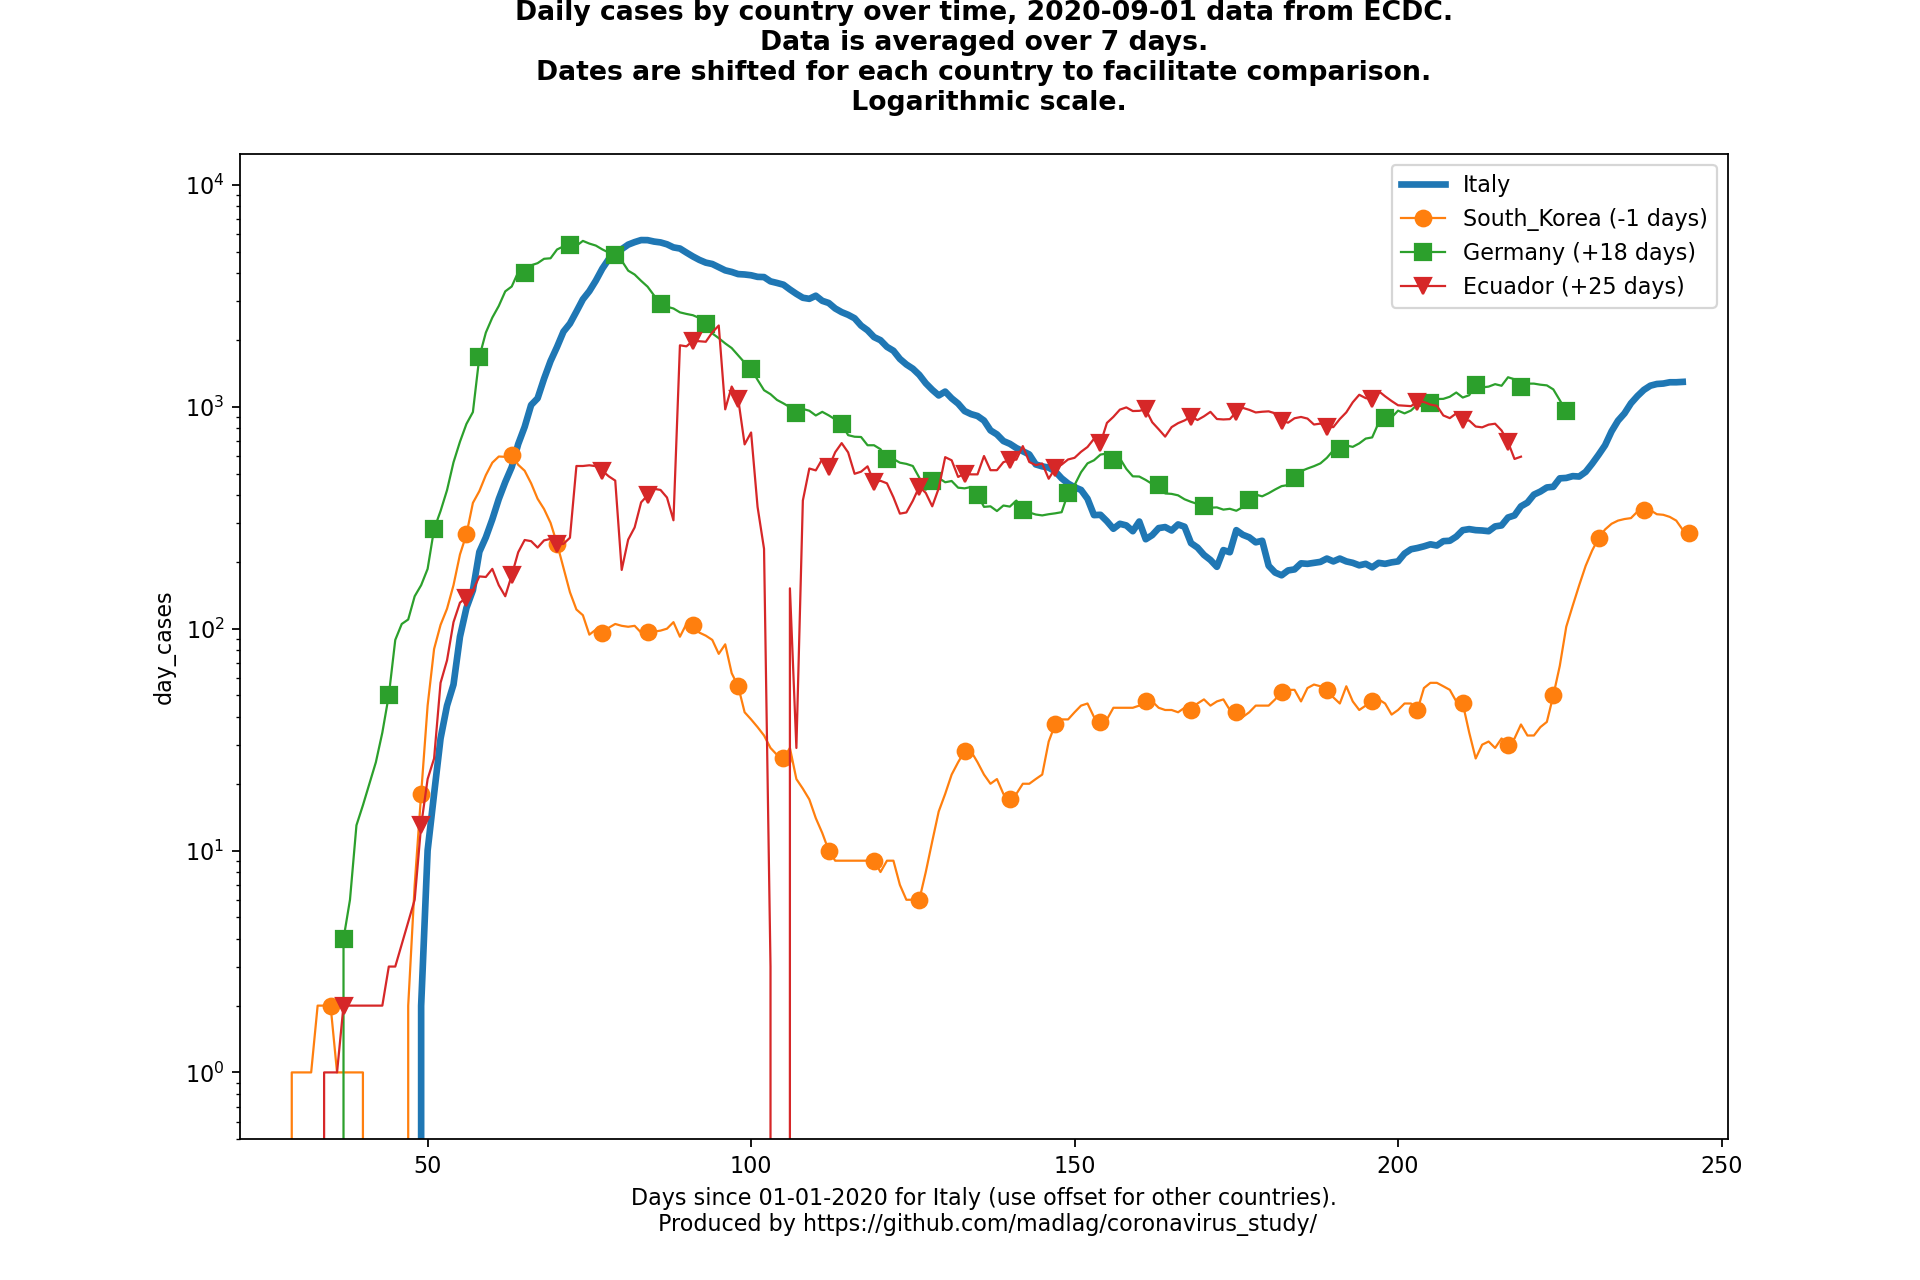 Daily cases by country over time, 2020-09-01 data from ECDC.
Data is averaged over 7 days.
Dates are shifted for each country to facilitate comparison.
Logarithmic scale.
10^4
10^3
10^2
10^1
10^0
day_cases
Italy
South_Korea (-1 days)
Germany (+18 days)
Ecuador (+25 days)
50
100
150
200
250
Days since 01-01-2020 for Italy (use offset for other countries).
Produced by https://github.com/madlag/coronavirus_study/